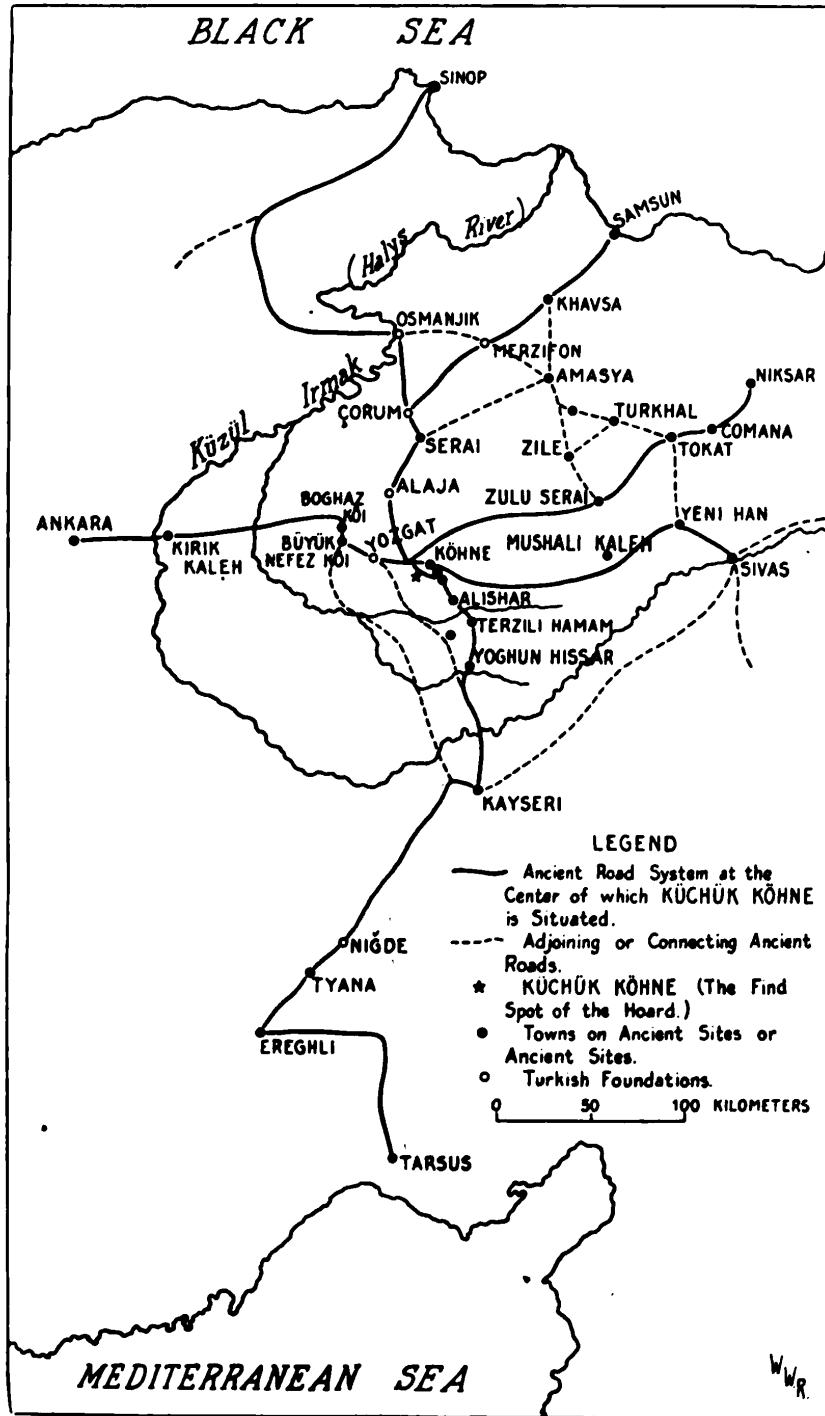 BLACK SEA
SINOP
(Halys River)
SAMSUN
KHAVSA
OSMANJIK
MERZIFON
Küzül Irmak
AMASYA
NIKSAR
ÇORUM
TURKHAL
COMANA
SERAI
ZILE
TOKAT
ALAJA
ZULU SERAI
BOGHAZ
KÖI
YENI HAN
ANKARA
KIRIK
KALEH
BÜYÜK
NEFEZ KÖI
YOZGAT
KÖHNE
MUSHALI KALEH
SIVAS
ALISHAR
TERZILI HAMAM
YOGHUN HISSAR
KAYSERI
LEGEND
Ancient Road System at the
Center of which KÜCHÜK KÖHNE
is Situated.
Adjoining or Connecting Ancient
Roads.
KÜCHÜK KÖHNE (The Find
Spot of the Hoard.)
Towns on Ancient Sites or
Ancient Sites.
Turkish Foundations.
0 50 100 KILOMETERS
NIĞDE
TYANA
EREGHLI
TARSUS
MEDITERRANEAN SEA
WWR.